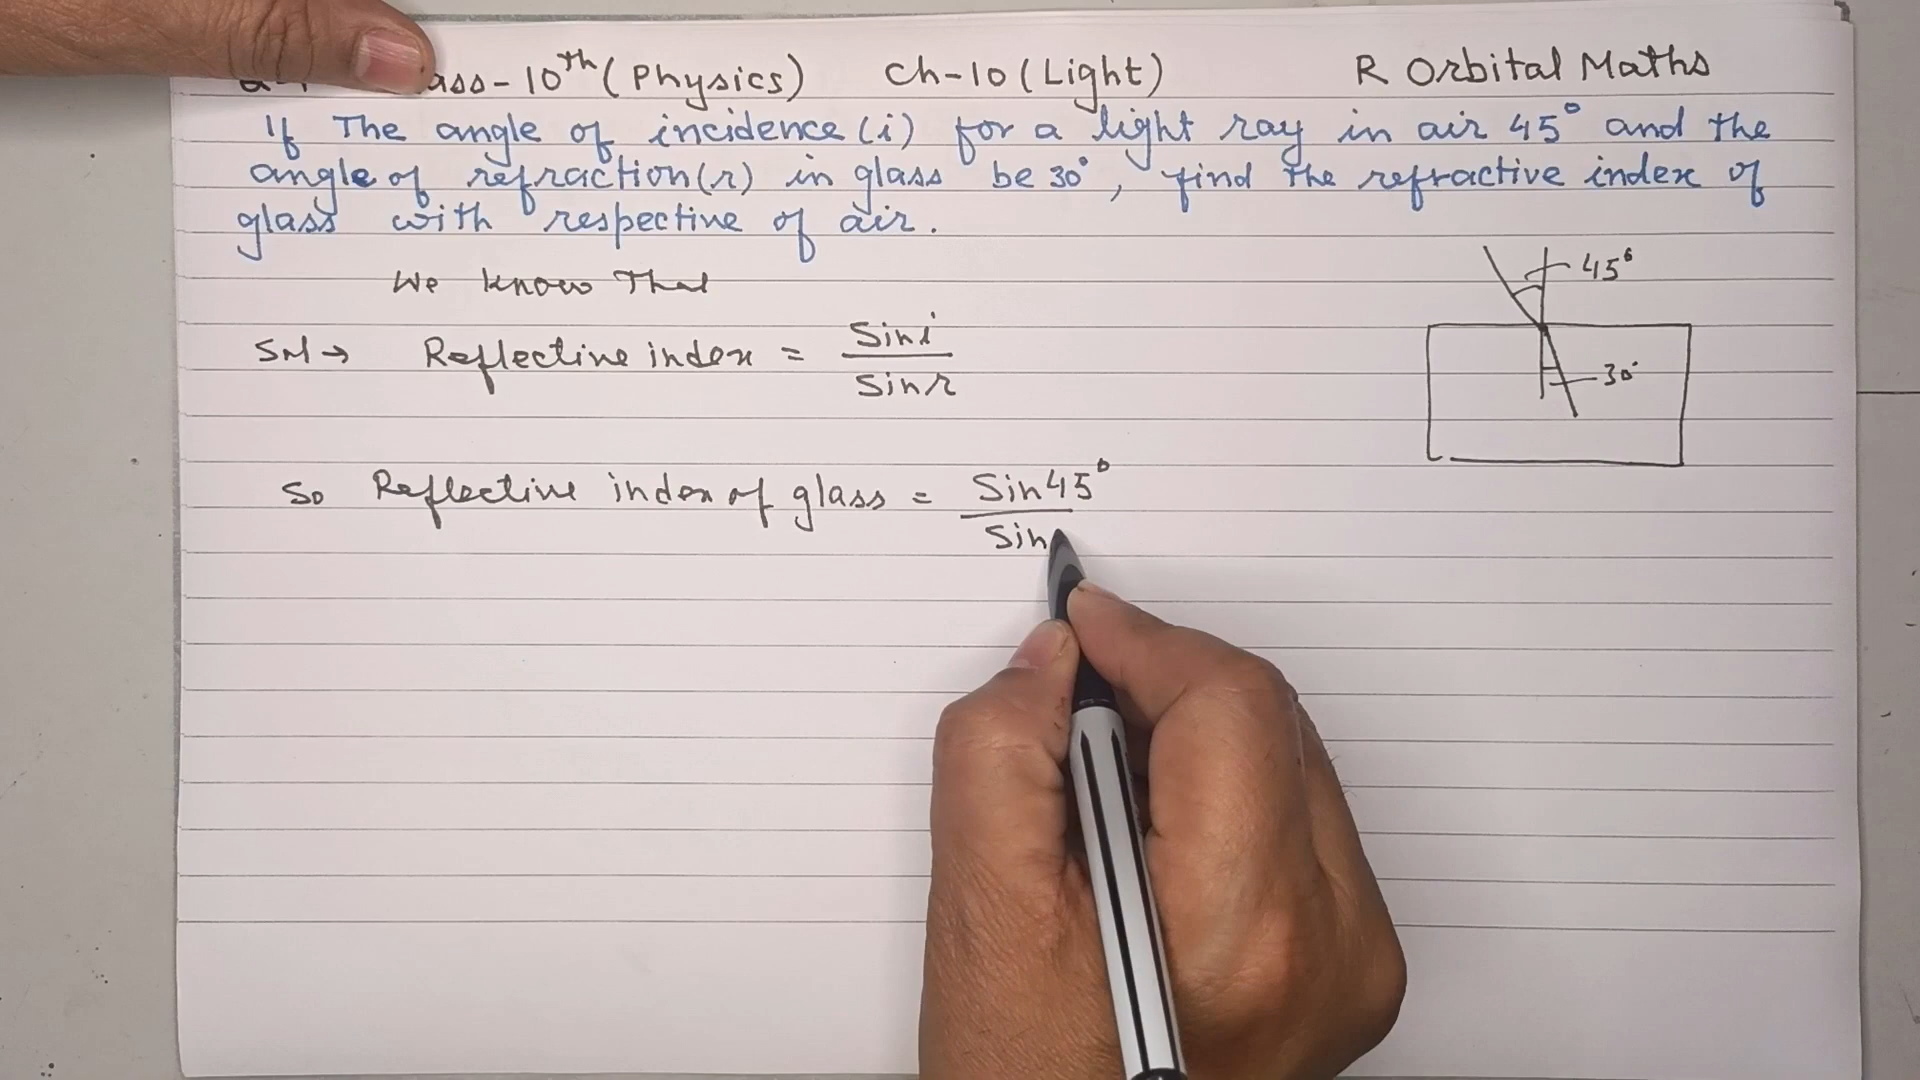 Class-10th (Physics) Ch-10 (Light) R Orbital Maths
If The angle of incidence (i) for a light ray in air 45° and the
angle of refraction (r) in glass be 30°, find the refractive index of
glass with respective of air.
We know That
45°
Reflective index = Sin i / Sin r
30°
So Reflective index of glass = Sin 45° / Sin